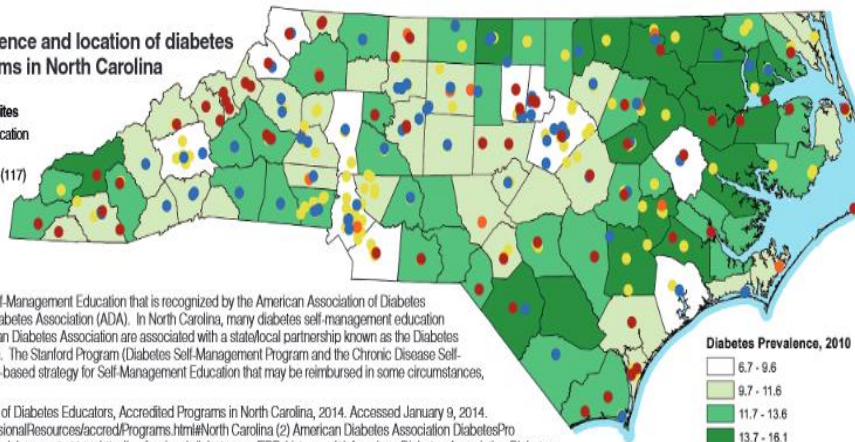 ence and location of diabetes
ms in North Carolina
ites
cation
(117)
lf-Management Education that is recognized by the American Association of Diabetes
abetes Association (ADA). In North Carolina, many diabetes self-management education
an Diabetes Association are associated with a state/local partnership known as the Diabetes
. The Stanford Program (Diabetes Self-Management Program and the Chronic Disease Self-
-based strategy for Self-Management Education that may be reimbursed in some circumstances,
of Diabetes Educators, Accredited Programs in North Carolina, 2014. Accessed January 9, 2014.
sionalResources/accred/Programs.html#North Carolina (2) American Diabetes Association DiabetesPro
Diabetes Prevalence, 2010
6.7 - 9.6
9.7 - 11.6
11.7 - 13.6
13.7 - 16.1